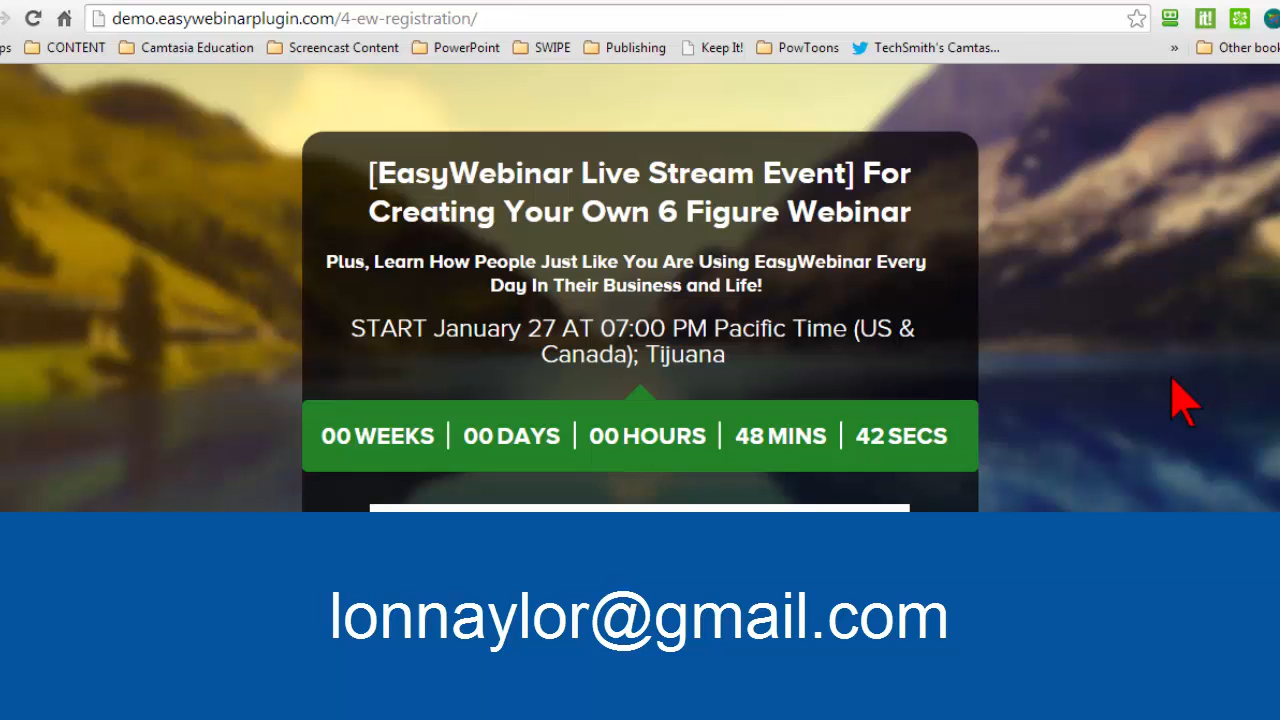 demo.easywebinarplugin.com/4-ew-registration/
ps CONTENT Camtasia Education Screencast Content PowerPoint SWIPE Publishing Keep It! PowToons TechSmith's Camtas... » Other book
[EasyWebinar Live Stream Event] For
Creating Your Own 6 Figure Webinar
Plus, Learn How People Just Like You Are Using EasyWebinar Every
Day In Their Business and Life!
START January 27 AT 07:00 PM Pacific Time (US &
Canada); Tijuana
00 WEEKS | 00 DAYS | 00 HOURS | 48 MINS | 42 SECS
lonnaylor@gmail.com